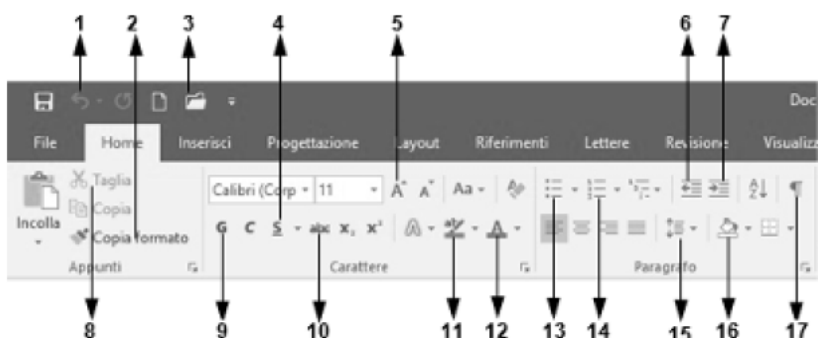 1 2 3 4 5 6 7
Doc
File Home Inserisci Progettazione Layout Riferimenti Lettere Revisione Visualizz
Taglia
Calibri (Corp 11 A A Aa
Copia
Incolla
Copia formato G C S abc x₂ x² A ab A
Appunti Carattere Paragrafo
8 9 10 11 12 13 14 15 16 17